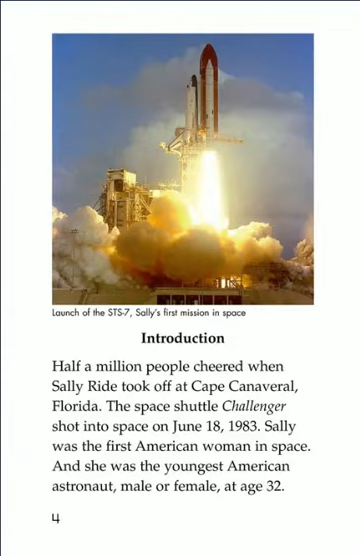 Launch of the STS-7, Sally's first mission in space
Introduction
Half a million people cheered when
Sally Ride took off at Cape Canaveral,
Florida. The space shuttle Challenger
shot into space on June 18, 1983. Sally
was the first American woman in space.
And she was the youngest American
astronaut, male or female, at age 32.
4